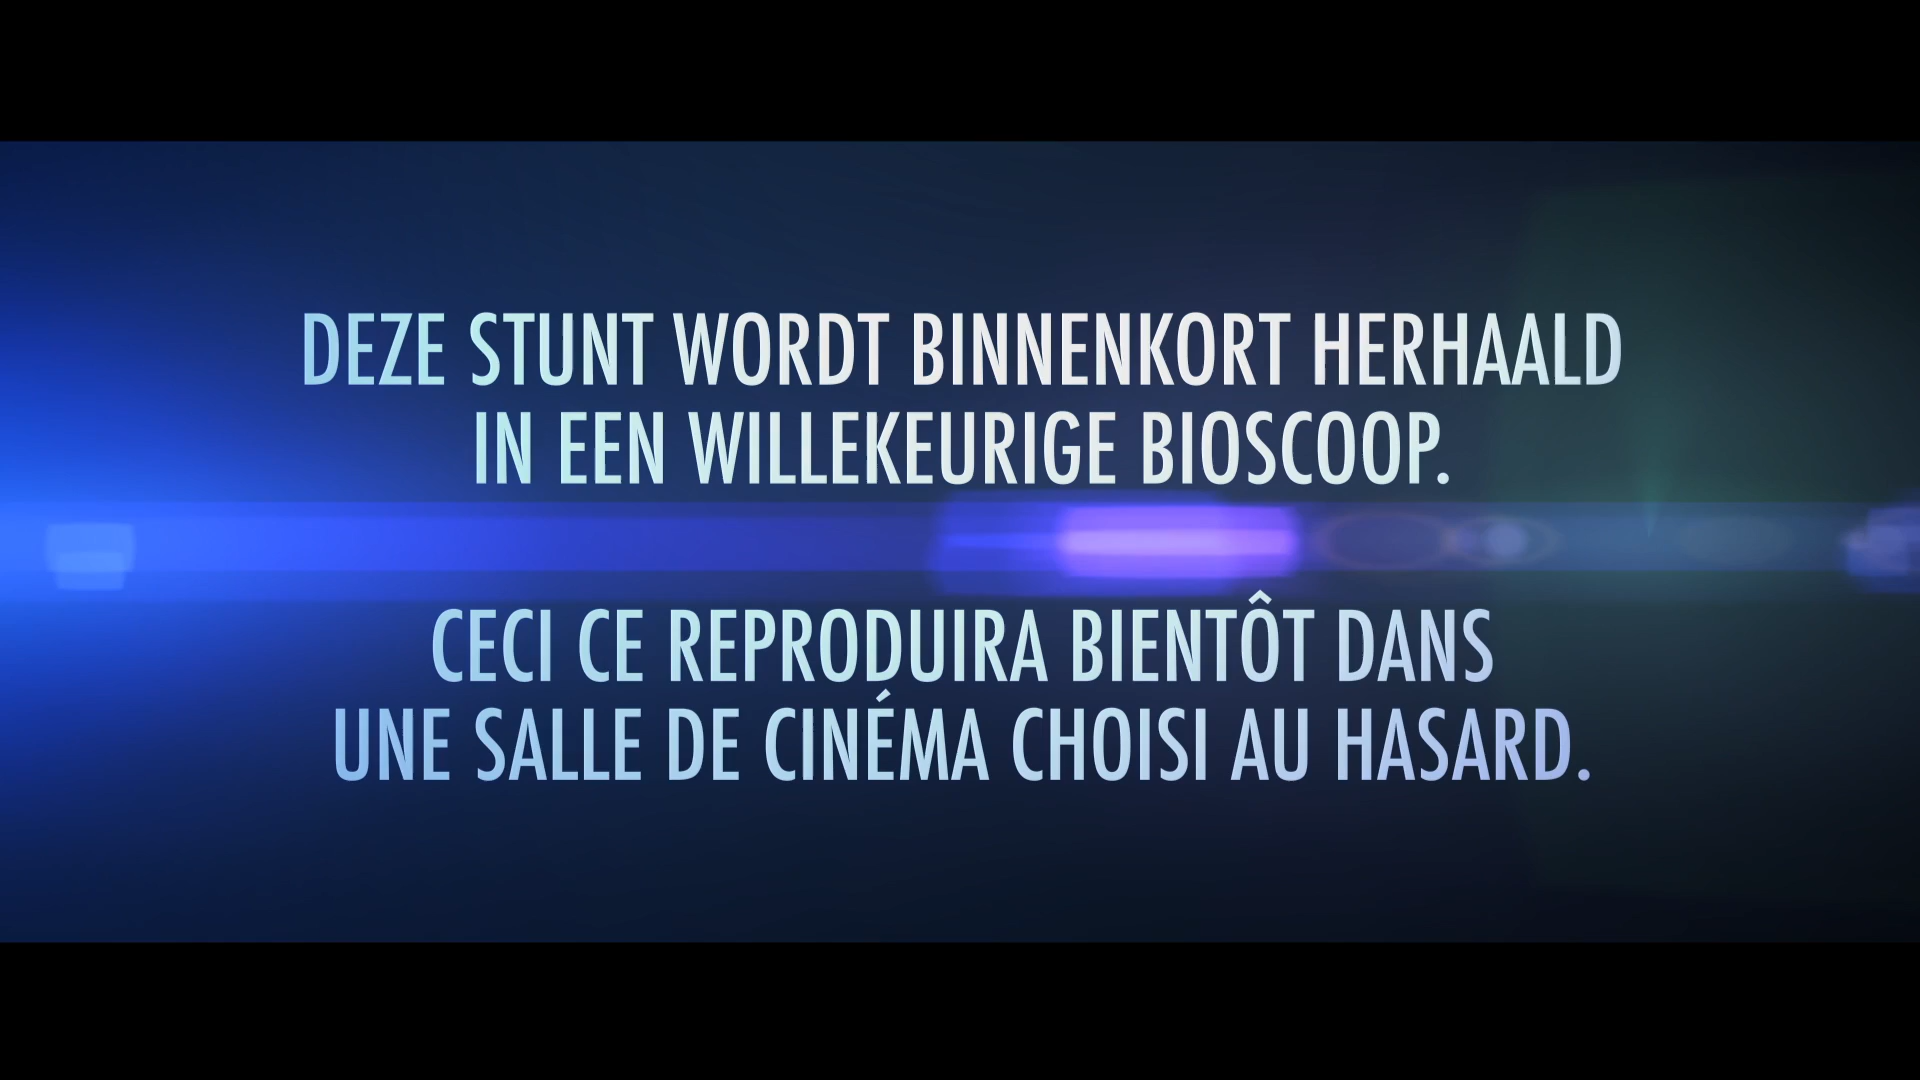 DEZE STUNT WORDT BINNENKORT HERHAALD
IN EEN WILLEKEURIGE BIOSCOOP.
CECI CE REPRODUIRA BIENTÔT DANS
UNE SALLE DE CINÉMA CHOISI AU HASARD.